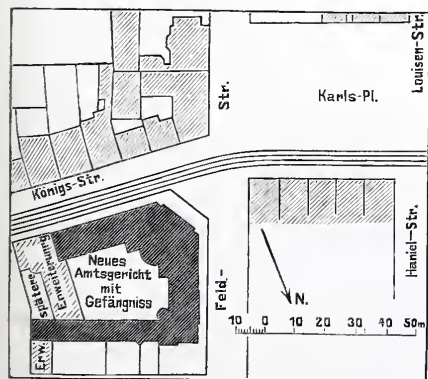 Louisen-Str.
Karls-Pl.
Str.
Königs-Str.
Neues
Amtsgericht
mit
Gefängniss
spätere
Erweiterung
Erw.
Feld-
Haniel-Str.
N.
10 0 10 20 30 40 50m